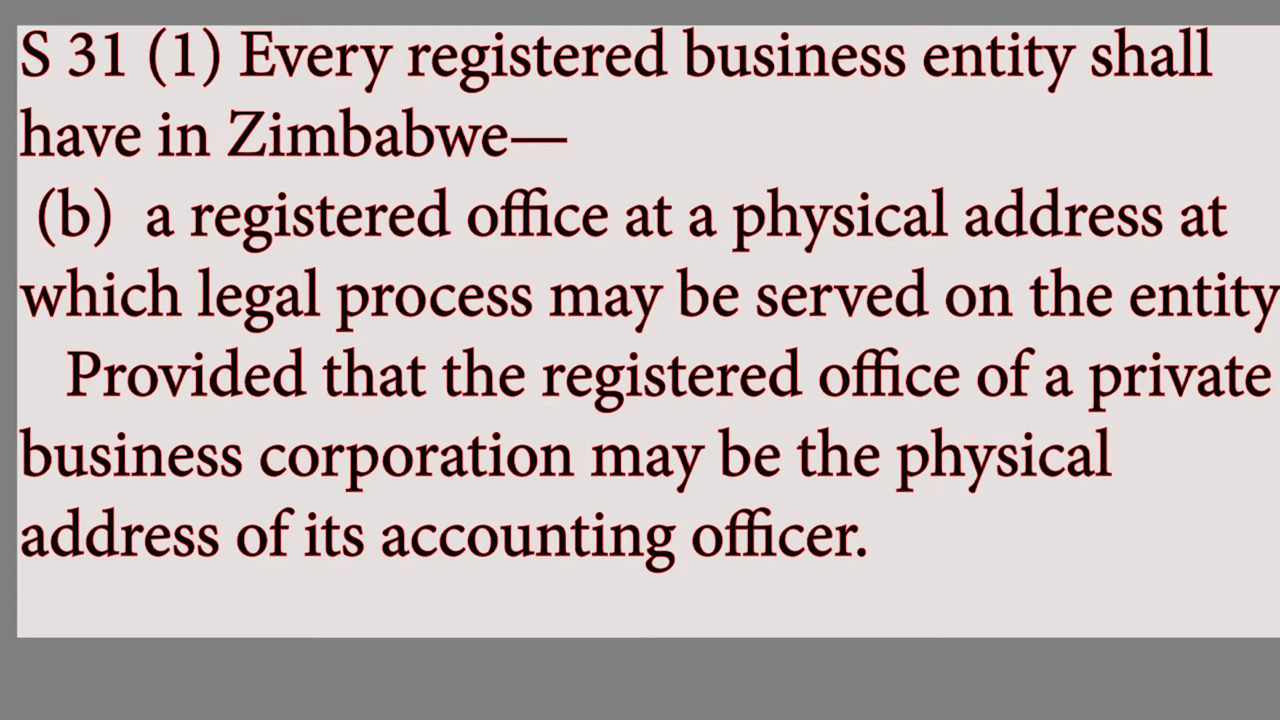 S 31 (1) Every registered business entity shall
have in Zimbabwe—
(b) a registered office at a physical address at
which legal process may be served on the entity
Provided that the registered office of a private
business corporation may be the physical
address of its accounting officer.